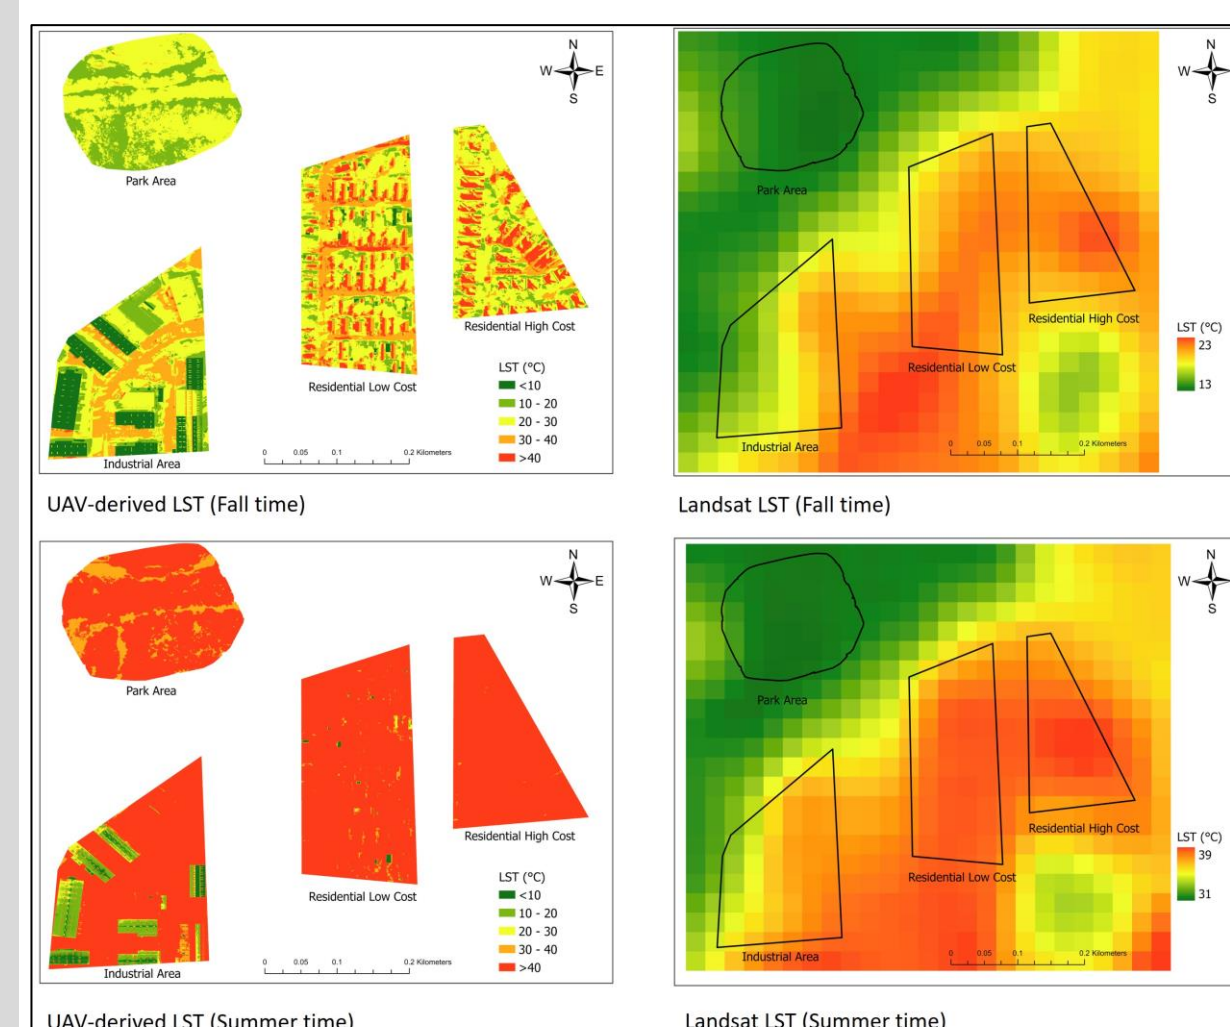 N
W E
S
Park Area
Residential High Cost
Residential Low Cost
Industrial Area
LST (°C)
<10
10 - 20
20 - 30
30 - 40
>40
0 0.05 0.1 0.2 Kilometers
UAV-derived LST (Fall time)
N
W
S
Park Area
Residential High Cost
Residential Low Cost
Industrial Area
LST (°C)
23
13
0 0.05 0.1 0.2 Kilometers
Landsat LST (Fall time)
N
W E
S
Park Area
Residential High Cost
Residential Low Cost
Industrial Area
LST (°C)
<10
10 - 20
20 - 30
30 - 40
>40
0 0.05 0.1 0.2 Kilometers
UAV-derived LST (Summer time)
N
W
S
Park Area
Residential High Cost
Residential Low Cost
Industrial Area
LST (°C)
39
31
0 0.05 0.1 0.2 Kilometers
Landsat LST (Summer time)